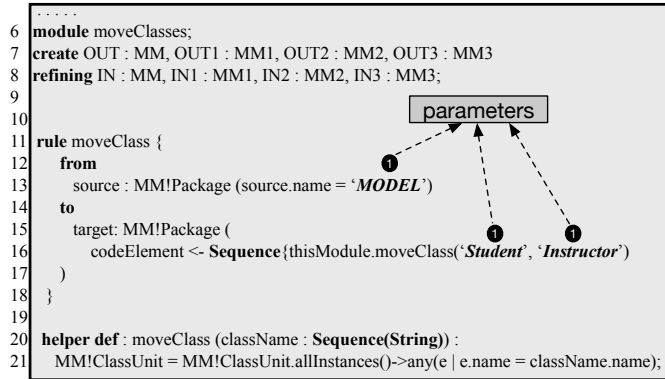 . . . . .
6 module moveClasses;
7 create OUT : MM, OUT1 : MM1, OUT2 : MM2, OUT3 : MM3
8 refining IN : MM, IN1 : MM1, IN2 : MM2, IN3 : MM3;
9
10 parameters
11 rule moveClass {
12 from 1
13 source : MM!Package (source.name = ‘MODEL’)
14 to
15 target: MM!Package ( 1 1
16 codeElement <- Sequence{thisModule.moveClass(‘Student’, ‘Instructor’)
17 )
18 }
19
20 helper def : moveClass (className : Sequence(String)) :
21 MM!ClassUnit = MM!ClassUnit.allInstances()->any(e | e.name = className.name);